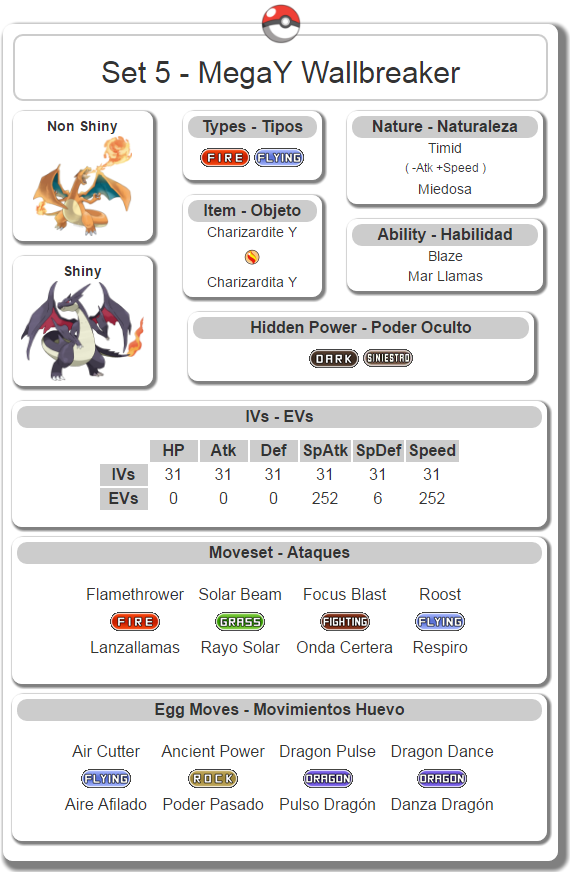 Set 5 - MegaY Wallbreaker
Non Shiny
Shiny
Types - Tipos
FIRE FLYING
Item - Objeto
Charizardite Y
Charizardita Y
Nature - Naturaleza
Timid
( -Atk +Speed )
Miedosa
Ability - Habilidad
Blaze
Mar Llamas
Hidden Power - Poder Oculto
DARK SINIESTRO
IVs - EVs
HP Atk Def SpAtk SpDef Speed
IVs 31 31 31 31 31 31
EVs 0 0 0 252 6 252
Moveset - Ataques
Flamethrower Solar Beam Focus Blast Roost
FIRE GRASS FIGHTING FLYING
Lanzallamas Rayo Solar Onda Certera Respiro
Egg Moves - Movimientos Huevo
Air Cutter Ancient Power Dragon Pulse Dragon Dance
FLYING ROCK DRAGON DRAGON
Aire Afilado Poder Pasado Pulso Dragón Danza Dragón